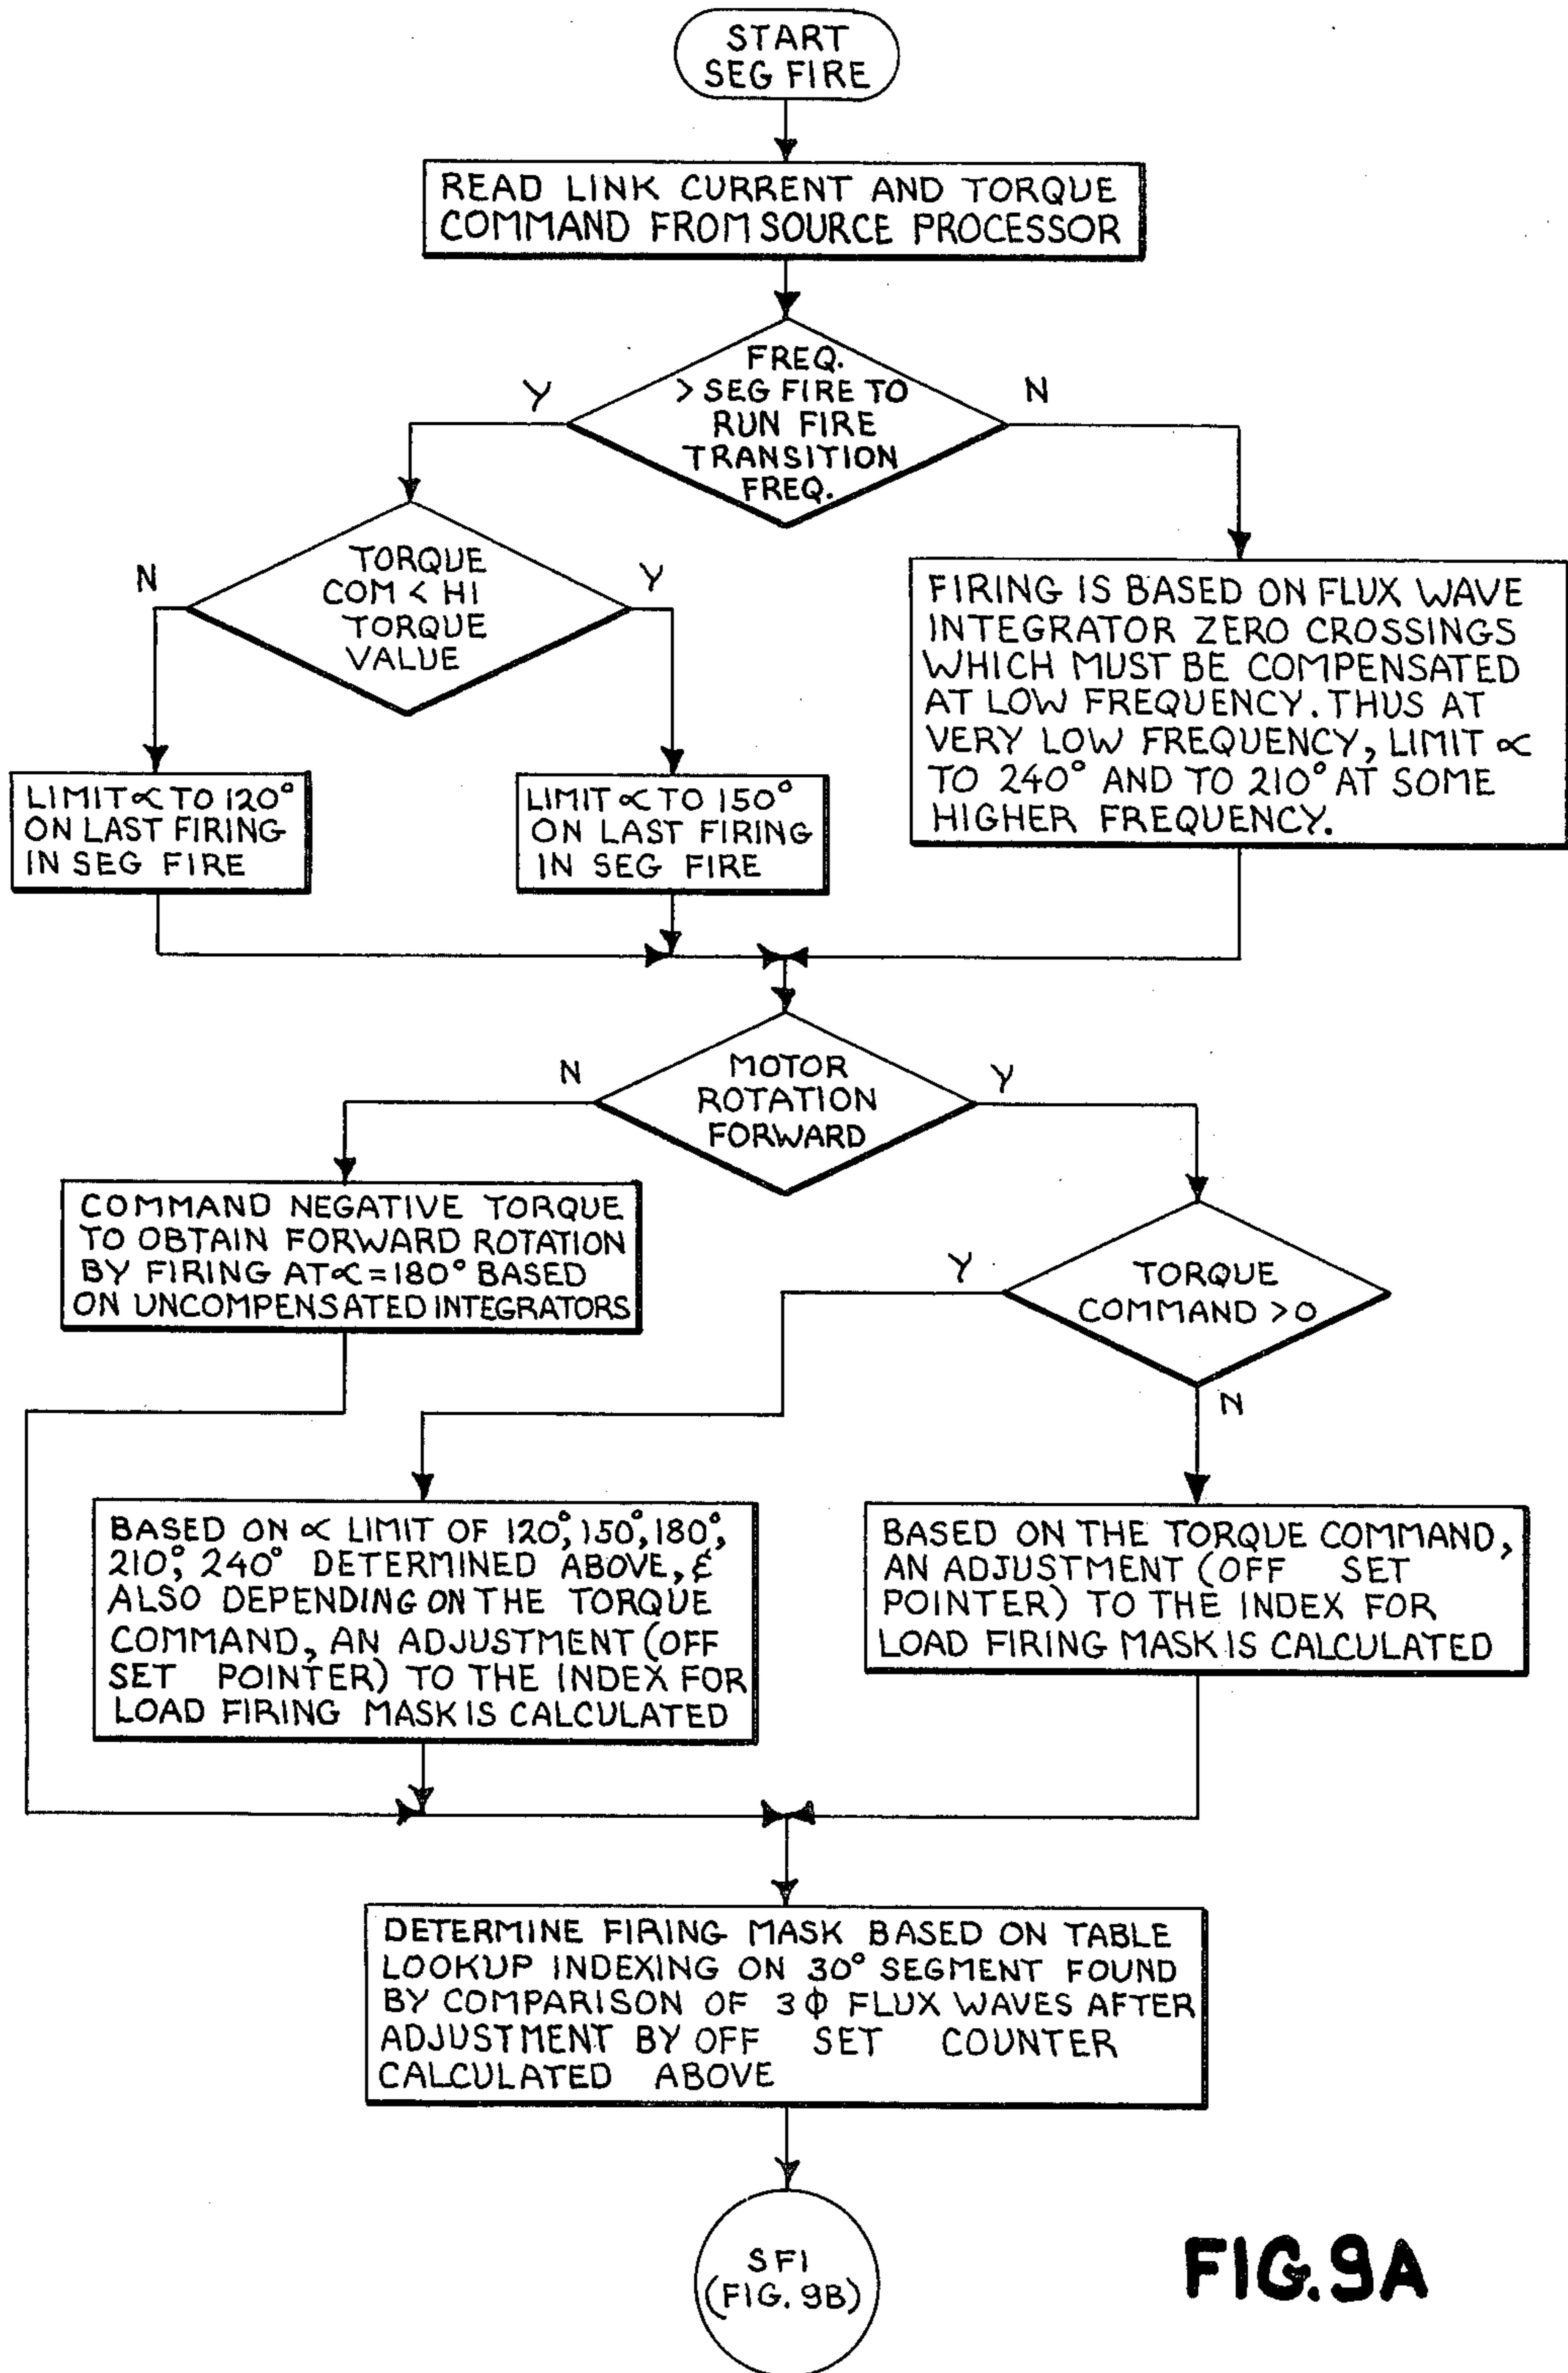 START
SEG FIRE
READ LINK CURRENT AND TORQUE
COMMAND FROM SOURCE PROCESSOR
FREQ.
> SEG FIRE TO
RUN FIRE
TRANSITION
FREQ.
Y
N
TORQUE
COM < HI
TORQUE
VALUE
N
Y
FIRING IS BASED ON FLUX WAVE
INTEGRATOR ZERO CROSSINGS
WHICH MUST BE COMPENSATED
AT LOW FREQUENCY. THUS AT
VERY LOW FREQUENCY, LIMIT ∝
TO 240° AND TO 210° AT SOME
HIGHER FREQUENCY.
LIMIT ∝ TO 120°
ON LAST FIRING
IN SEG FIRE
LIMIT ∝ TO 150°
ON LAST FIRING
IN SEG FIRE
MOTOR
ROTATION
FORWARD
N
Y
COMMAND NEGATIVE TORQUE
TO OBTAIN FORWARD ROTATION
BY FIRING AT ∝ = 180° BASED
ON UNCOMPENSATED INTEGRATORS
TORQUE
COMMAND > 0
Y
N
BASED ON ∝ LIMIT OF 120°, 150°, 180°,
210°, 240° DETERMINED ABOVE, &
ALSO DEPENDING ON THE TORQUE
COMMAND, AN ADJUSTMENT (OFF
SET POINTER) TO THE INDEX FOR
LOAD FIRING MASK IS CALCULATED
BASED ON THE TORQUE COMMAND,
AN ADJUSTMENT (OFF SET
POINTER) TO THE INDEX FOR
LOAD FIRING MASK IS CALCULATED
DETERMINE FIRING MASK BASED ON TABLE
LOOKUP INDEXING ON 30° SEGMENT FOUND
BY COMPARISON OF 3Φ FLUX WAVES AFTER
ADJUSTMENT BY OFF SET COUNTER
CALCULATED ABOVE
SF1
(FIG. 9B)
FIG. 9A